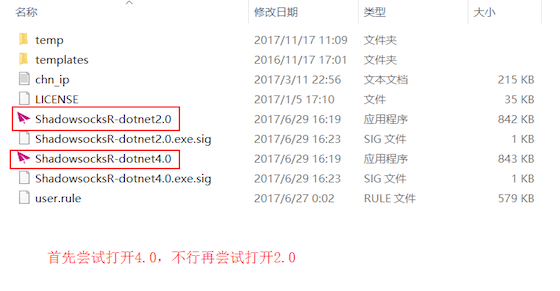 名称 修改日期 类型 大小
temp 2017/11/17 11:09 文件夹
templates 2016/11/17 17:01 文件夹
chn_ip 2017/3/11 22:56 文本文档 215 KB
LICENSE 2017/1/5 17:10 文件 35 KB
ShadowsocksR-dotnet2.0 2017/6/29 16:19 应用程序 842 KB
ShadowsocksR-dotnet2.0.exe.sig 2017/6/29 16:23 SIG 文件 1 KB
ShadowsocksR-dotnet4.0 2017/6/29 16:19 应用程序 843 KB
ShadowsocksR-dotnet4.0.exe.sig 2017/6/29 16:23 SIG 文件 1 KB
user.rule 2017/6/27 0:02 RULE 文件 579 KB
首先尝试打开4.0，不行再尝试打开2.0